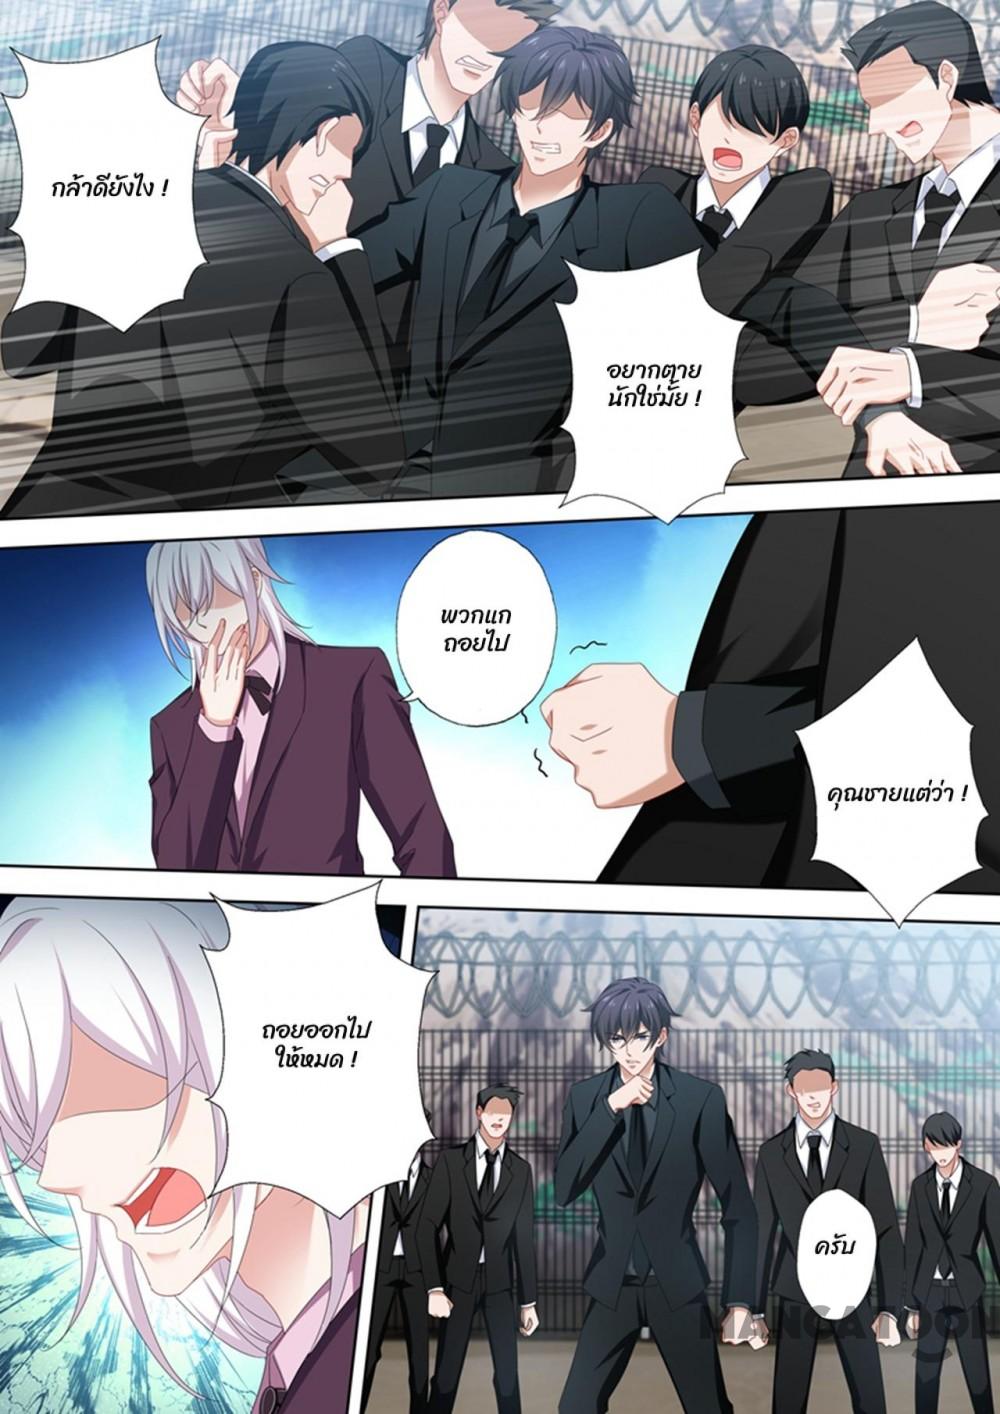 กล้าดียังไง !
อยากตาย
นักใช่มั้ย !
พวกแก
ถอยไป
คุณชายแต่ว่า !
ถอยออกไป
ให้หมด !
ครับ
MANGATOON